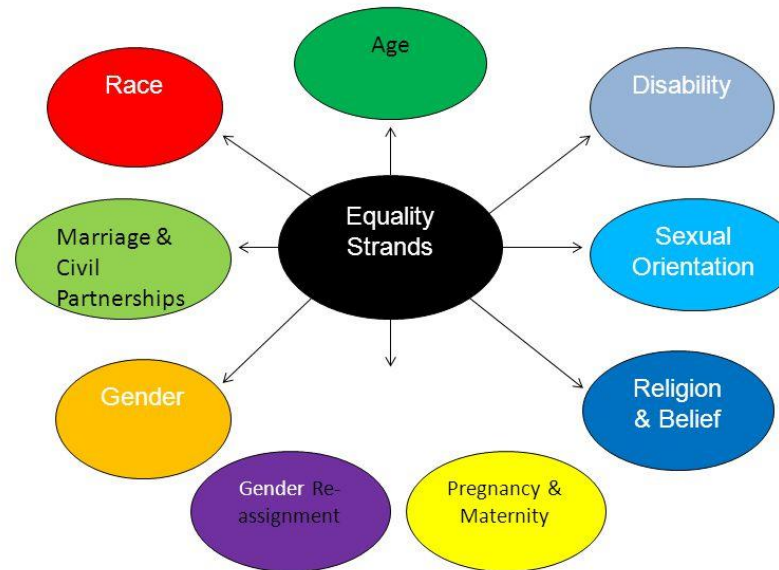 Age
Race
Disability
Equality
Strands
Marriage &
Civil
Partnerships
Sexual
Orientation
Gender
Religion
& Belief
Gender Re-
assignment
Pregnancy &
Maternity